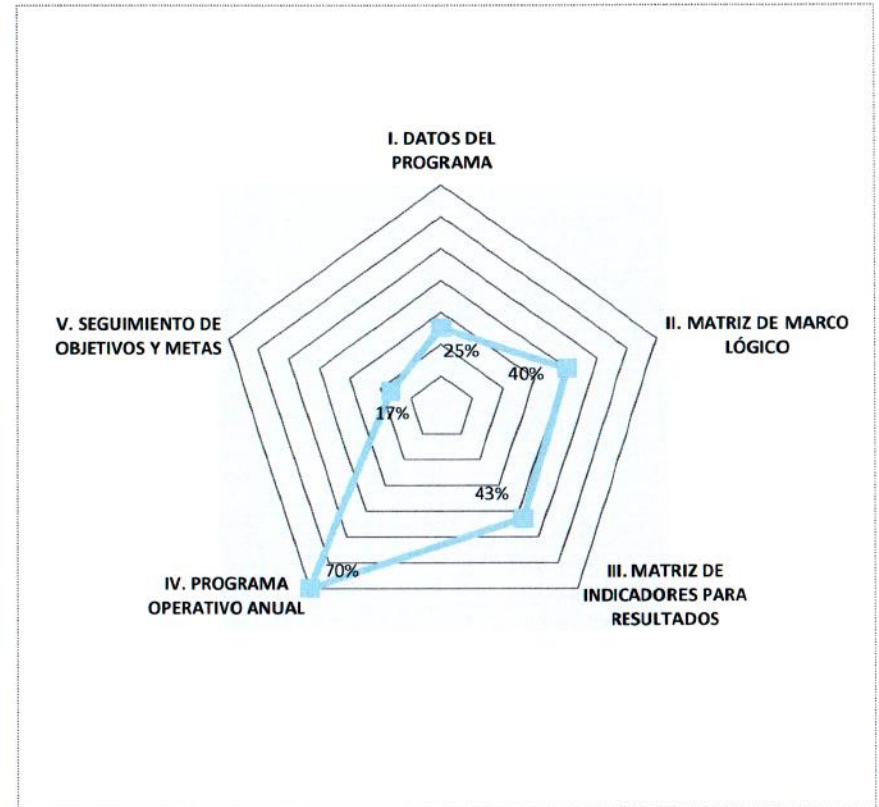 I. DATOS DEL
PROGRAMA
V. SEGUIMIENTO DE
OBJETIVOS Y METAS
II. MATRIZ DE MARCO
LÓGICO
25%
40%
17%
43%
70%
IV. PROGRAMA
OPERATIVO ANUAL
III. MATRIZ DE
INDICADORES PARA
RESULTADOS